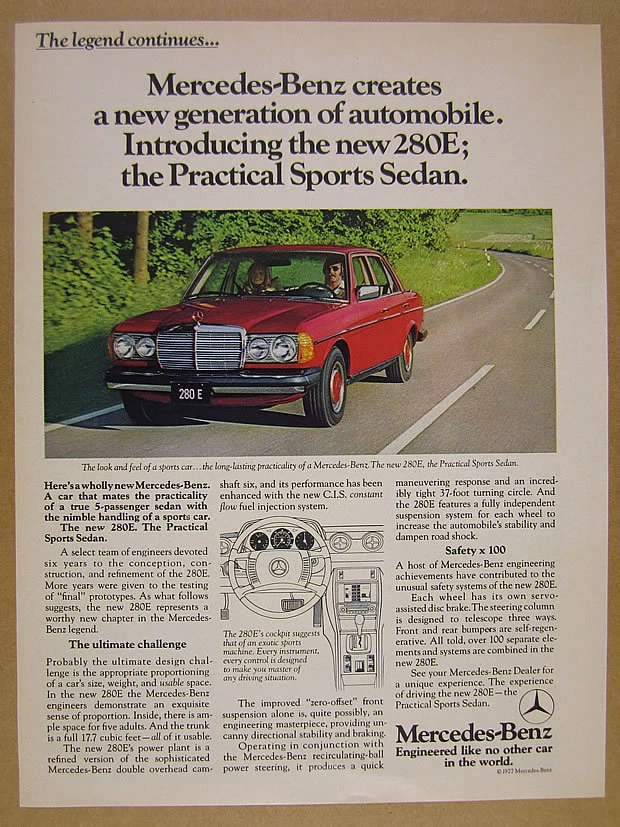 The legend continues...
Mercedes-Benz creates
a new generation of automobile.
Introducing the new 280E;
the Practical Sports Sedan.
280 E
The look and feel of a sports car...the long-lasting practicality of a Mercedes-Benz. The new 280E, the Practical Sports Sedan.
Here's a wholly new Mercedes-Benz.
A car that mates the practicality
of a true 5-passenger sedan with
the nimble handling of a sports car.
The new 280E. The Practical
Sports Sedan.
A select team of engineers devoted
six years to the conception, con-
struction, and refinement of the 280E.
More years were given to the testing
of "final" prototypes. As what follows
suggests, the new 280E represents a
worthy new chapter in the Mercedes-
Benz legend.
The ultimate challenge
Probably the ultimate design chal-
lenge is the appropriate proportioning
of a car's size, weight, and usable space.
In the new 280E the Mercedes-Benz
engineers demonstrate an exquisite
sense of proportion. Inside, there is am-
ple space for five adults. And the trunk
is a full 17.7 cubic feet—all of it usable.
The new 280E's power plant is a
refined version of the sophisticated
Mercedes-Benz double overhead cam-
shaft six, and its performance has been
enhanced with the new C.I.S. constant
flow fuel injection system.
The 280E's cockpit suggests
that of an exotic sports
machine. Every instrument,
every control is designed
to make you master of
any driving situation.
The improved "zero-offset" front
suspension alone is, quite possibly, an
engineering masterpiece, providing un-
canny directional stability and braking.
Operating in conjunction with
the Mercedes-Benz recirculating-ball
power steering, it produces a quick
maneuvering response and an incred-
ibly tight 37-foot turning circle. And
the 280E features a fully independent
suspension system for each wheel to
increase the automobile's stability and
dampen road shock.
Safety x 100
A host of Mercedes-Benz engineering
achievements have contributed to the
unusual safety systems of the new 280E.
Each wheel has its own servo-
assisted disc brake. The steering column
is designed to telescope three ways.
Front and rear bumpers are self-regen-
erative. All told, over 100 separate ele-
ments and systems are combined in the
new 280E.
See your Mercedes-Benz Dealer for
a unique experience. The experience
of driving the new 280E—the
Practical Sports Sedan.
Mercedes-Benz
Engineered like no other car
in the world.
© 1977 Mercedes-Benz